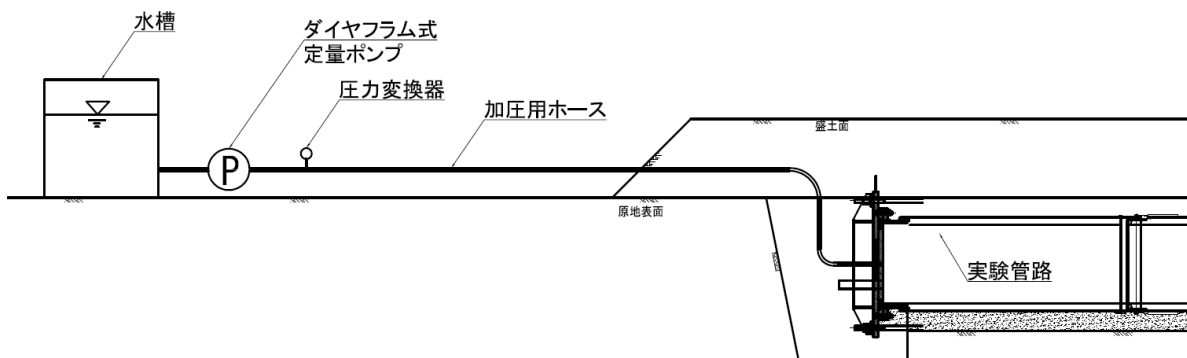 水槽
ダイヤフラム式
定量ポンプ
圧力変換器
加圧用ホース
盛土面
P
原地表面
実験管路